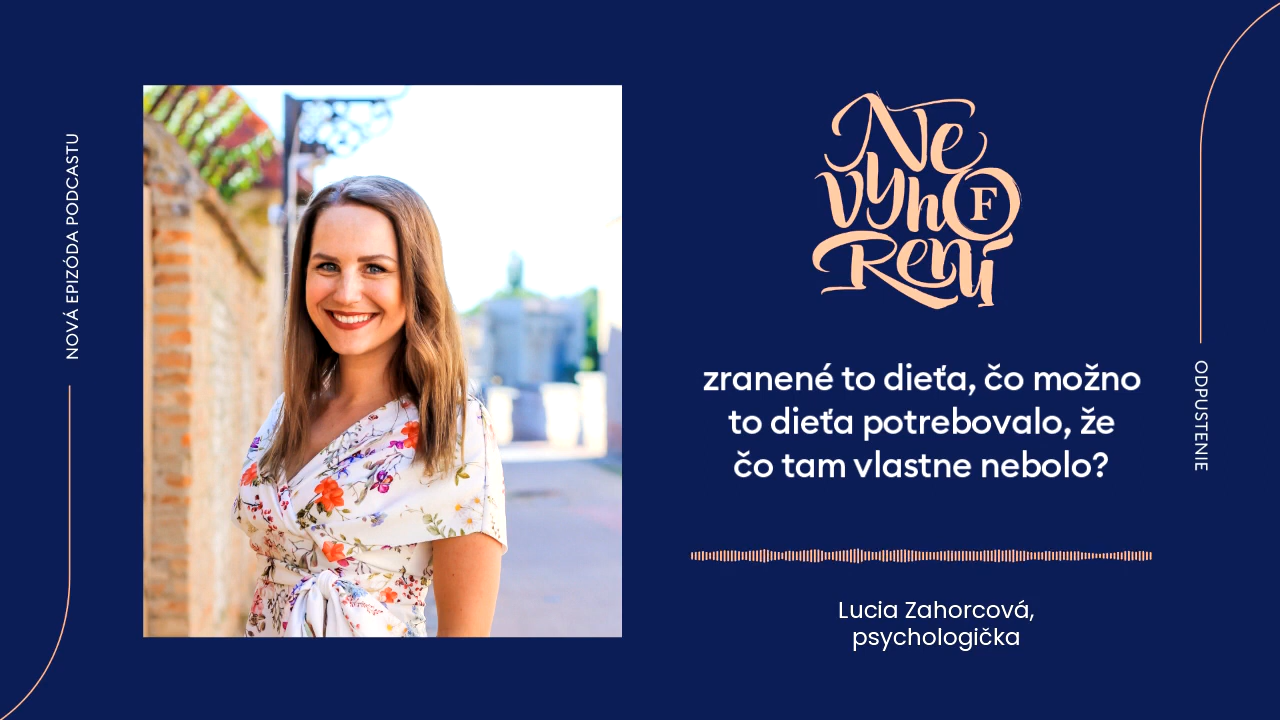 NOVÁ EPIZÓDA PODCASTU
Ne
vyho
F
Rení
zranené to dieťa, čo možno
to dieťa potrebovalo, že
čo tam vlastne nebolo?
Lucia Zahorcová,
psychologička
ODPUSTENIE